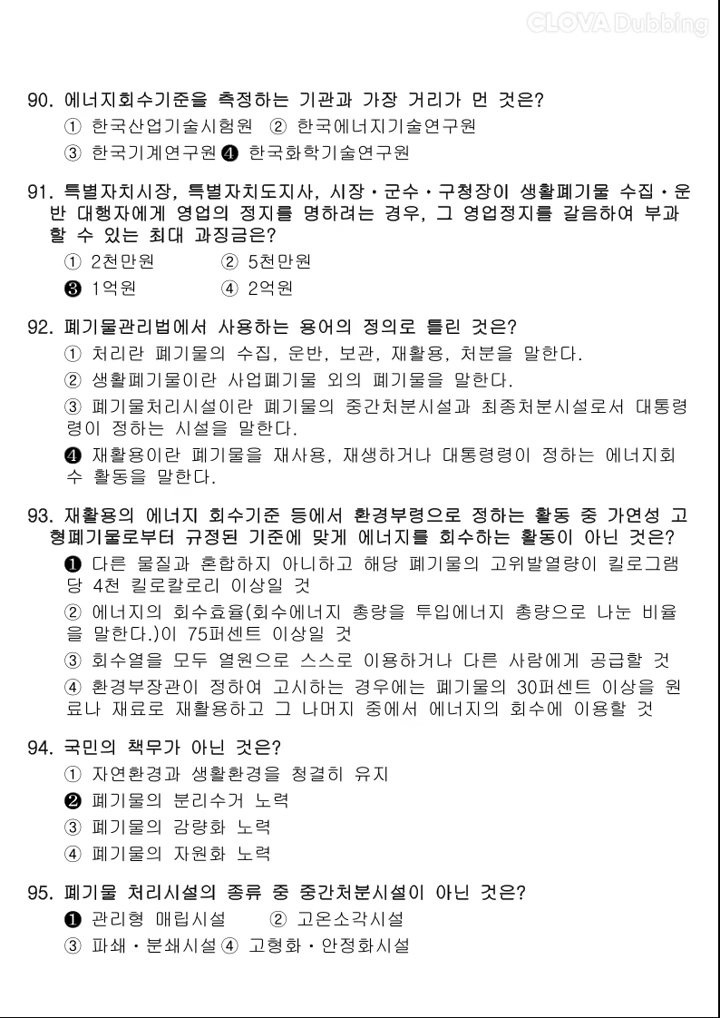 CLOVA Dubbing
90. 에너지회수기준을 측정하는 기관과 가장 거리가 먼 것은?
① 한국산업기술시험원 ② 한국에너지기술연구원
③ 한국기계연구원 ❹ 한국화학기술연구원
91. 특별자치시장, 특별자치도지사, 시장・군수・구청장이 생활폐기물 수집・운
반 대행자에게 영업의 정지를 명하려는 경우, 그 영업정지를 갈음하여 부과
할 수 있는 최대 과징금은?
① 2천만원 ② 5천만원
❸ 1억원 ④ 2억원
92. 폐기물관리법에서 사용하는 용어의 정의로 틀린 것은?
① 처리란 폐기물의 수집, 운반, 보관, 재활용, 처분을 말한다.
② 생활폐기물이란 사업폐기물 외의 폐기물을 말한다.
③ 폐기물처리시설이란 폐기물의 중간처분시설과 최종처분시설로서 대통령
령이 정하는 시설을 말한다.
❹ 재활용이란 폐기물을 재사용, 재생하거나 대통령령이 정하는 에너지회
수 활동을 말한다.
93. 재활용의 에너지 회수기준 등에서 환경부령으로 정하는 활동 중 가연성 고
형폐기물로부터 규정된 기준에 맞게 에너지를 회수하는 활동이 아닌 것은?
❶ 다른 물질과 혼합하지 아니하고 해당 폐기물의 고위발열량이 킬로그램
당 4천 킬로칼로리 이상일 것
② 에너지의 회수효율(회수에너지 총량을 투입에너지 총량으로 나눈 비율
을 말한다.)이 75퍼센트 이상일 것
③ 회수열을 모두 열원으로 스스로 이용하거나 다른 사람에게 공급할 것
④ 환경부장관이 정하여 고시하는 경우에는 폐기물의 30퍼센트 이상을 원
료나 재료로 재활용하고 그 나머지 중에서 에너지의 회수에 이용할 것
94. 국민의 책무가 아닌 것은?
① 자연환경과 생활환경을 청결히 유지
❷ 폐기물의 분리수거 노력
③ 폐기물의 감량화 노력
④ 폐기물의 자원화 노력
95. 폐기물 처리시설의 종류 중 중간처분시설이 아닌 것은?
❶ 관리형 매립시설 ② 고온소각시설
③ 파쇄・분쇄시설 ④ 고형화・안정화시설